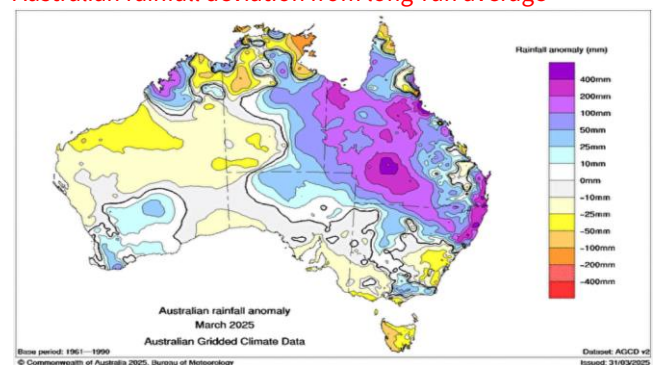 Australian rainfall deviation from long run average
Rainfall anomaly (mm)
400mm
200mm
100mm
50mm
25mm
10mm
0mm
-10mm
-25mm
-50mm
-100mm
-200mm
-400mm
Australian rainfall anomaly
March 2025
Australian Gridded Climate Data
Base period: 1961—1990
Dataset: AGCD v2
© Commonwealth of Australia 2025, Bureau of Meteorology
Issued: 31/03/2025